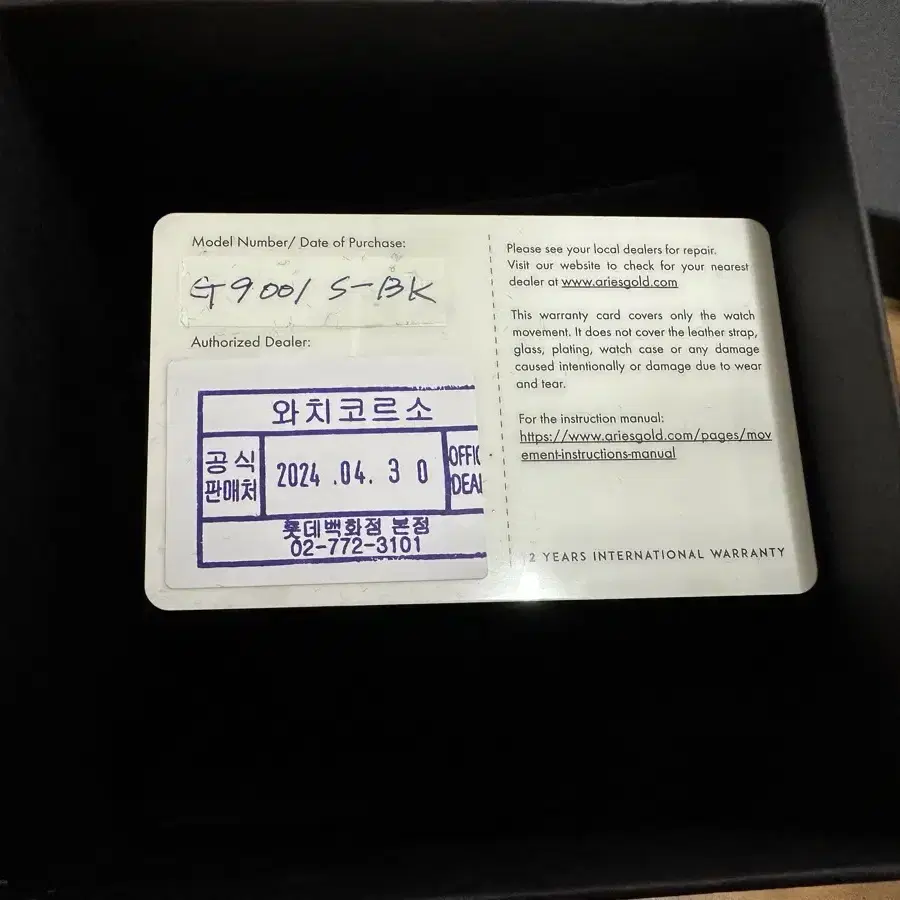 Model Number/ Date of Purchase:
G9001 S-BK
Authorized Dealer:
와치코르소
공식
판매처
2024 .04. 3 0
OFFIC
DEAL
롯데백화점 본점
02-772-3101
Please see your local dealers for repair.
Visit our website to check for your nearest
dealer at www.ariesgold.com
This warranty card covers only the watch
movement. It does not cover the leather strap,
glass, plating, watch case or any damage
caused intentionally or damage due to wear
and tear.
For the instruction manual:
https://www.ariesgold.com/pages/mov
ement-instructions-manual
2 YEARS INTERNATIONAL WARRANTY